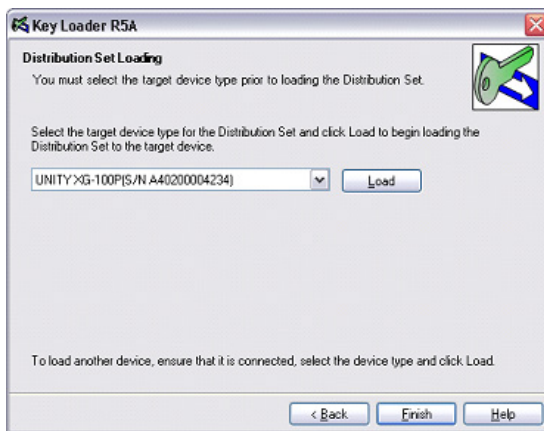 Key Loader R5A
Distribution Set Loading
You must select the target device type prior to loading the Distribution Set.
Select the target device type for the Distribution Set and click Load to begin loading the
Distribution Set to the target device.
UNITY XG-100P(S/N A40200004234)
Load
To load another device, ensure that it is connected, select the device type and click Load.
< Back
Finish
Help